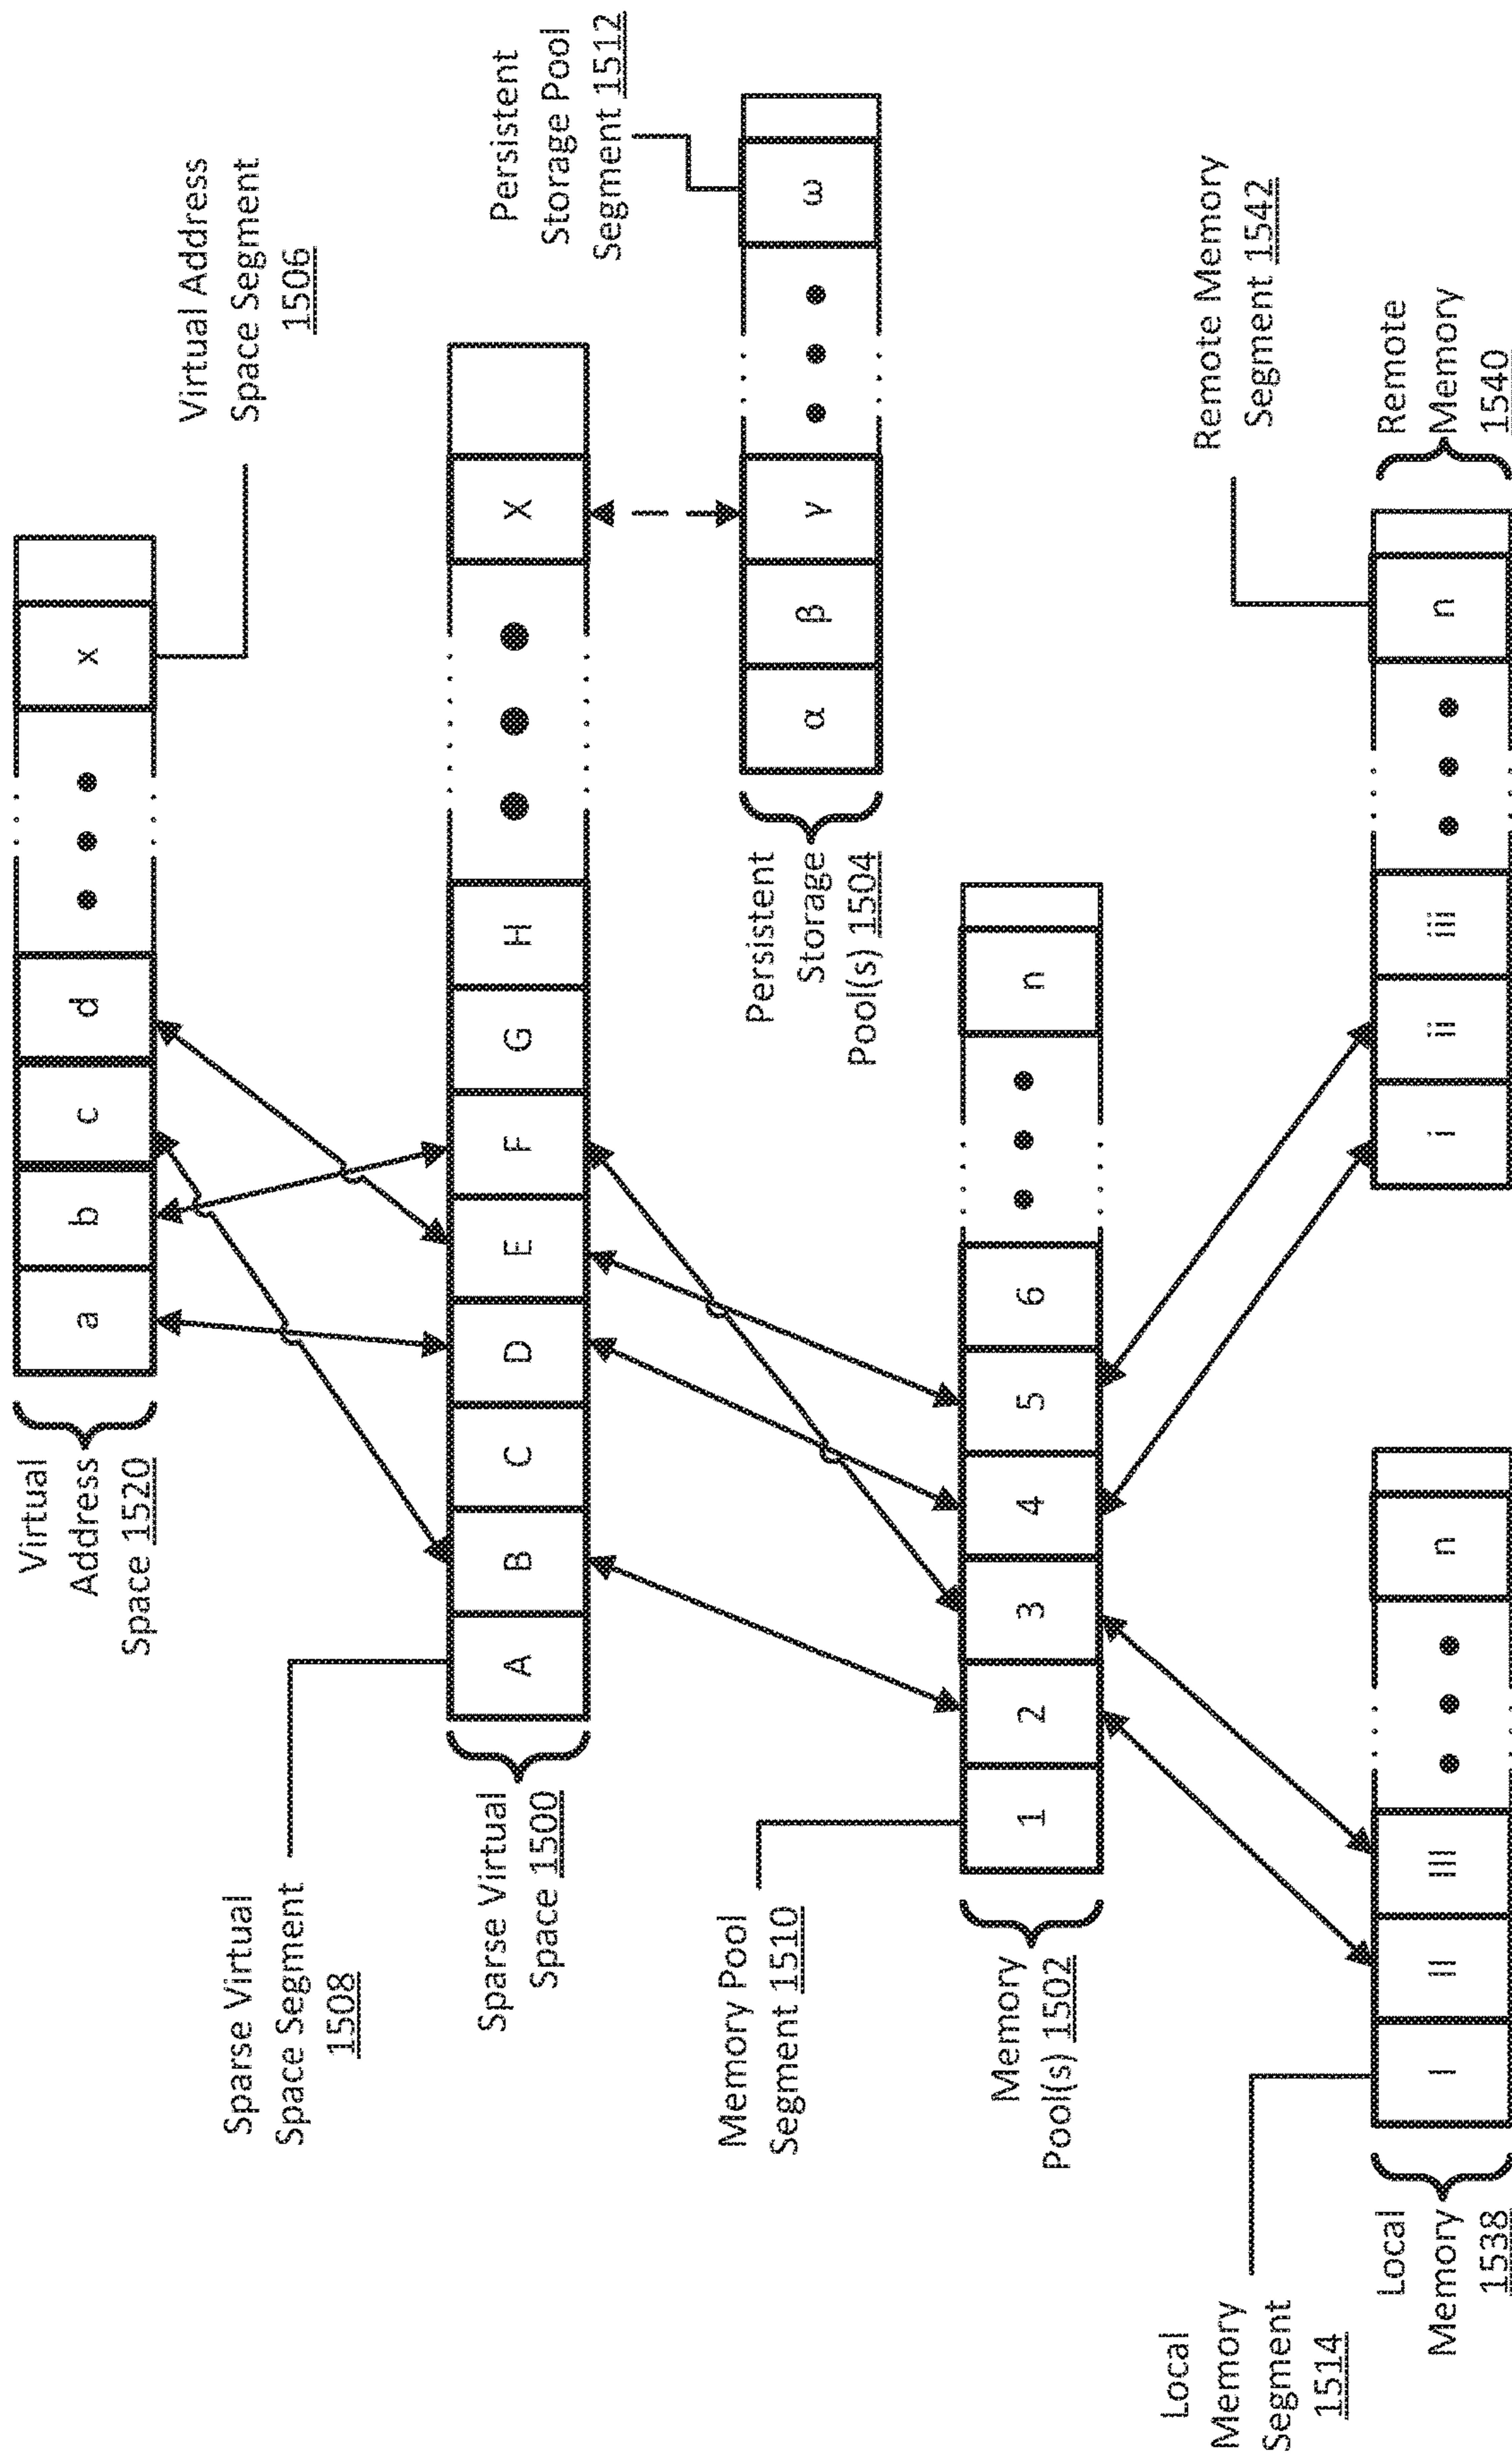 Virtual
Address
Space 1520
a
b
c
d
x
Virtual Address
Space Segment
1506
Sparse Virtual
Space Segment
1508
Sparse Virtual
Space 1500
A
B
C
D
E
F
G
H
X
Persistent
Storage Pool
Segment 1512
Persistent
Storage
Pool(s) 1504
α
β
γ
ω
Memory Pool
Segment 1510
Memory
Pool(s) 1502
1
2
3
4
5
6
n
Local
Memory
Segment
1514
Local
Memory
1538
I
II
III
n
Remote Memory
Segment 1542
i
ii
iii
n
Remote
Memory
1540